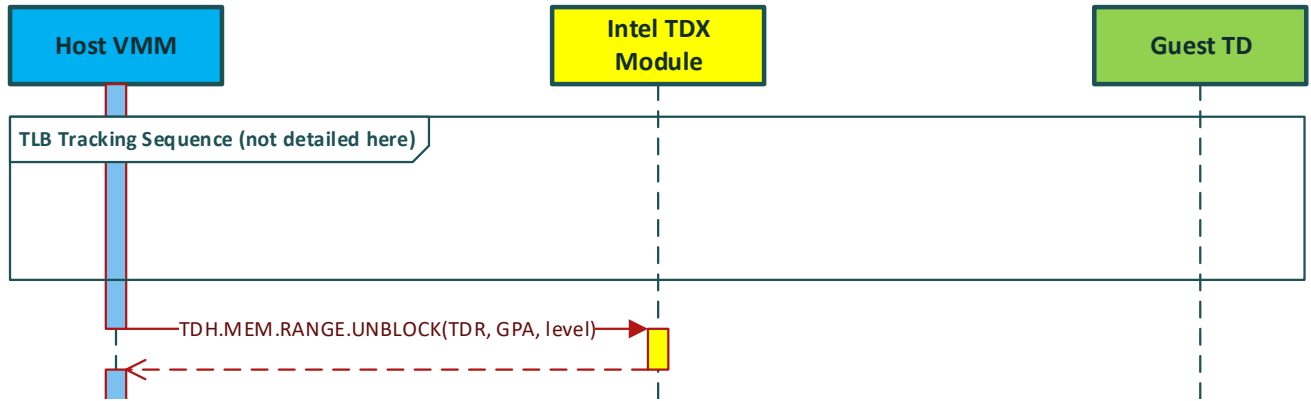 Host VMM
Intel TDX
Module
Guest TD
TLB Tracking Sequence (not detailed here)
TDH.MEM.RANGE.UNBLOCK(TDR, GPA, level)